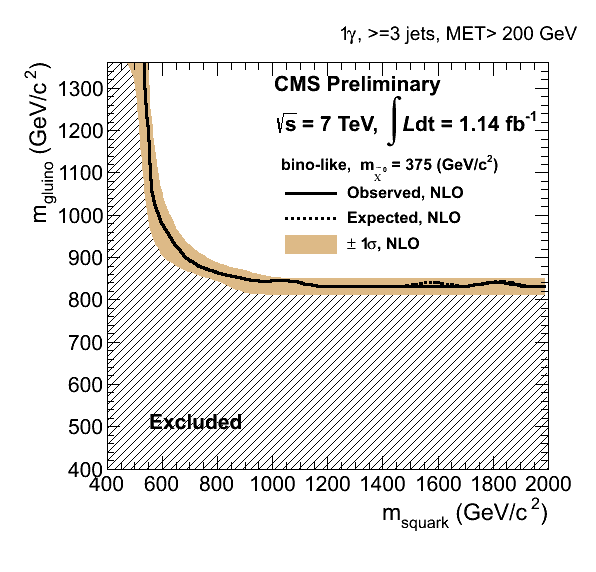 1γ, >=3 jets, MET> 200 GeV
CMS Preliminary
√s = 7 TeV, ∫Ldt = 1.14 fb⁻¹
bino-like, m_χ̃⁰ = 375 (GeV/c²)
Observed, NLO
Expected, NLO
± 1σ, NLO
Excluded
m_gluino (GeV/c²)
1300
1200
1100
1000
900
800
700
600
500
400
400 600 800 1000 1200 1400 1600 1800 2000
m_squark (GeV/c²)